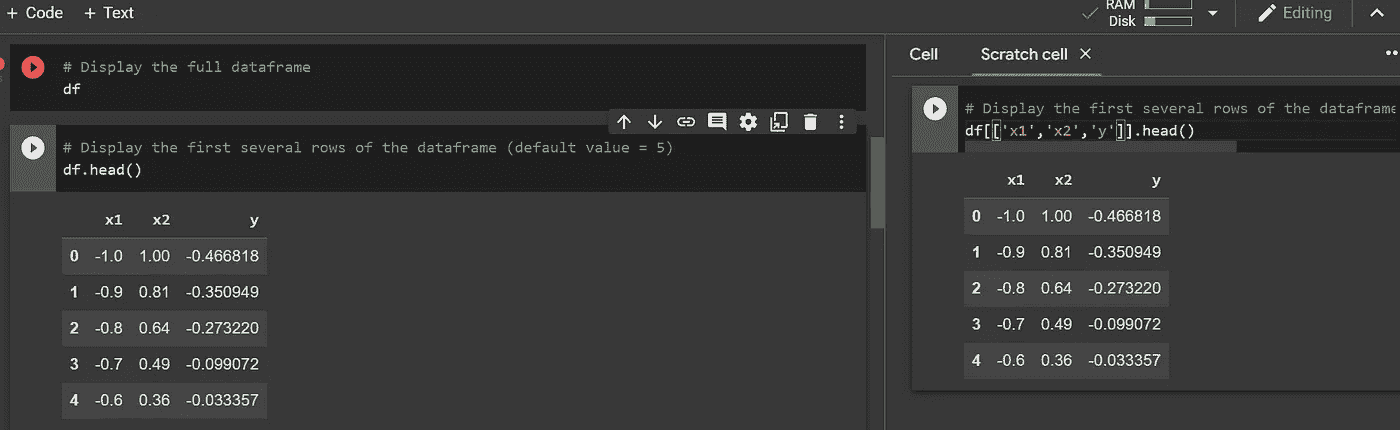 + Code + Text
RAM
Disk
Editing
# Display the full dataframe
df
# Display the first several rows of the dataframe (default value = 5)
df.head()
x1 x2 y
0 -1.0 1.00 -0.466818
1 -0.9 0.81 -0.350949
2 -0.8 0.64 -0.273220
3 -0.7 0.49 -0.099072
4 -0.6 0.36 -0.033357
Cell Scratch cell
# Display the first several rows of the dataframe
df[['x1','x2','y']].head()
x1 x2 y
0 -1.0 1.00 -0.466818
1 -0.9 0.81 -0.350949
2 -0.8 0.64 -0.273220
3 -0.7 0.49 -0.099072
4 -0.6 0.36 -0.033357